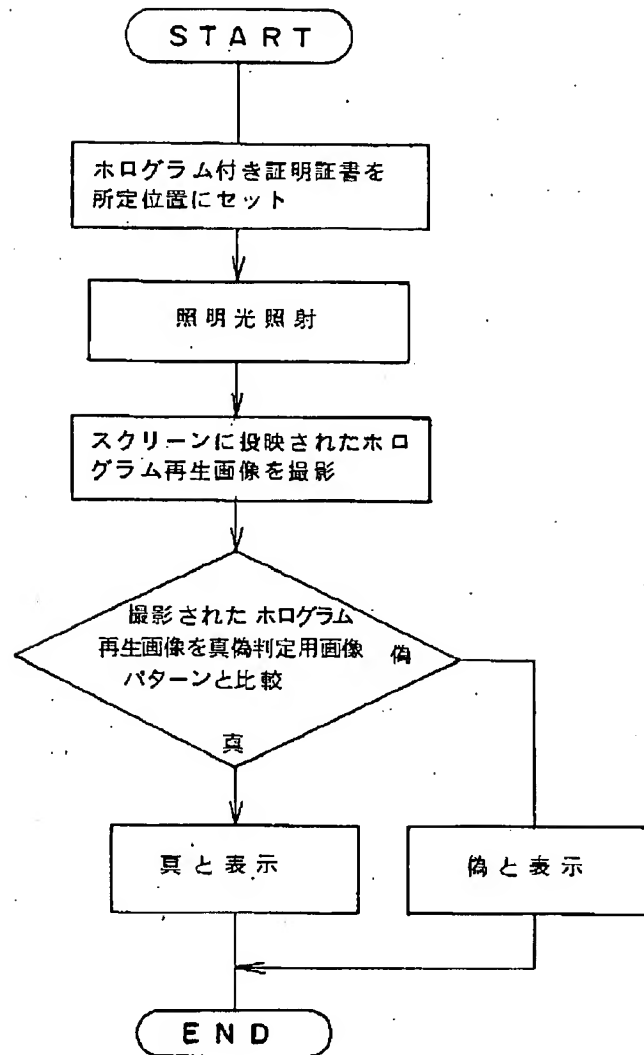 START
ホログラム付き証明証書を
所定位置にセット
照明光照射
スクリーンに投映されたホロ
グラム再生画像を撮影
撮影されたホログラム
再生画像を真偽判定用画像
パターンと比較
偽
真
真と表示
偽と表示
END